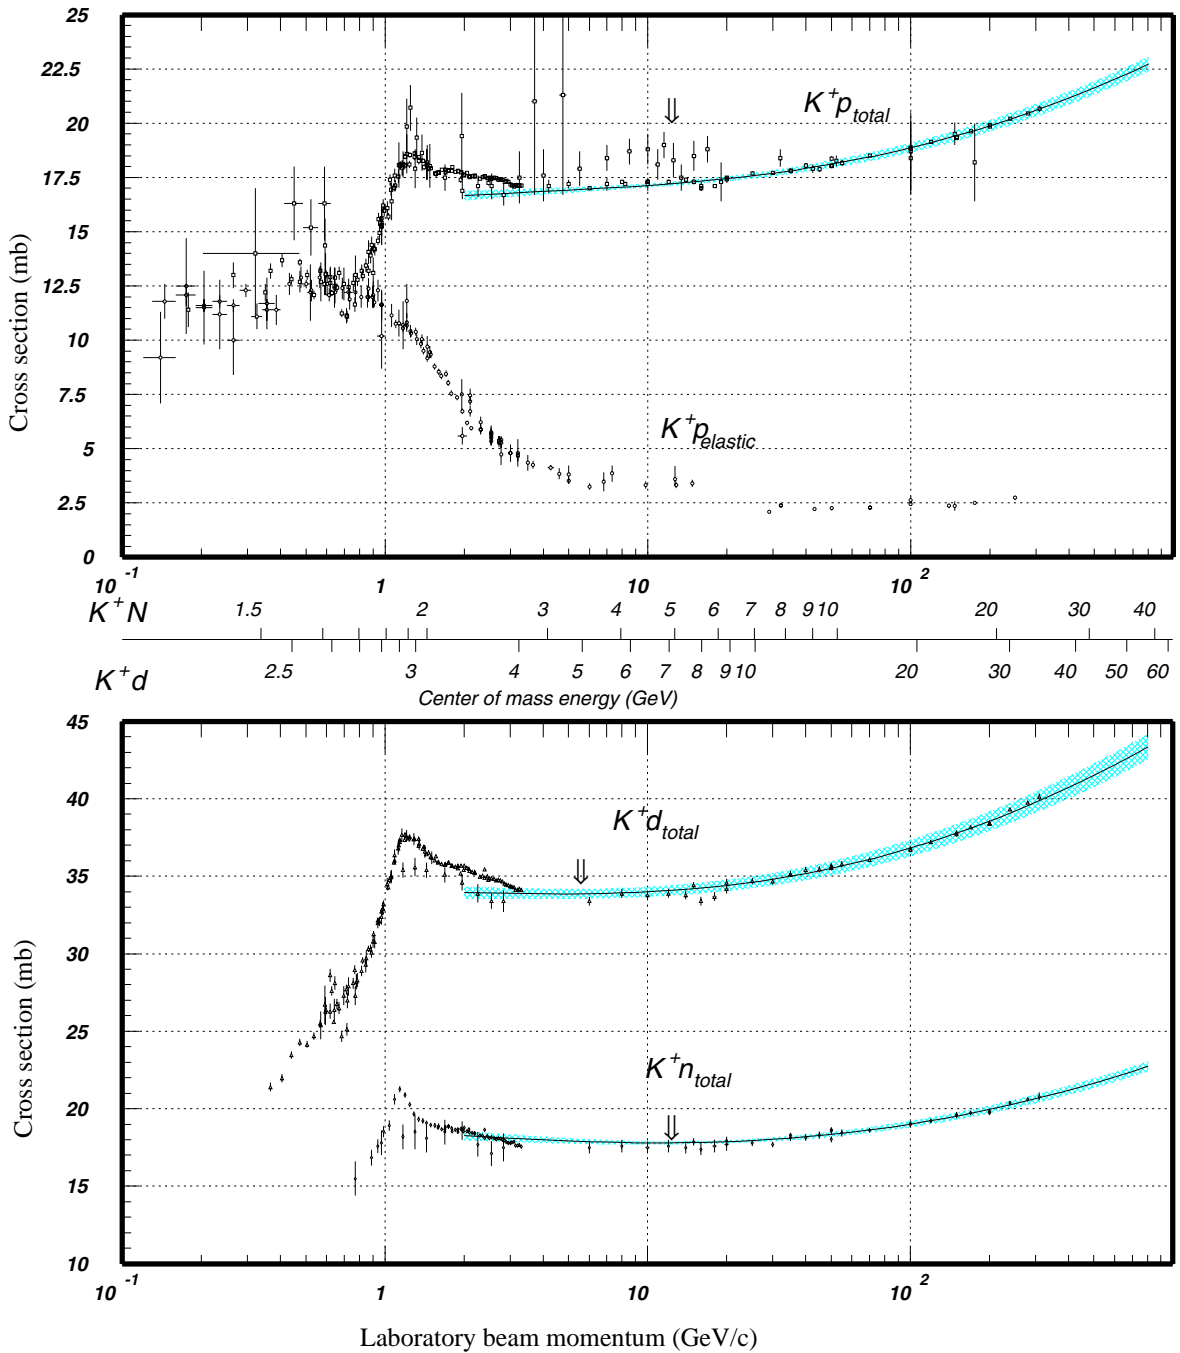 25
22.5
20
17.5
15
12.5
10
7.5
5
2.5
0
Cross section (mb)
⇓
K⁺p total
K⁺p elastic
10⁻¹ 1 10 10²
K⁺N 1.5 2 3 4 5 6 7 8 9 10 20 30 40
K⁺d 2.5 3 4 5 6 7 8 9 10 20 30 40 50 60
Center of mass energy (GeV)
45
40
35
30
25
20
15
10
Cross section (mb)
K⁺d total
⇓
K⁺n total
⇓
10⁻¹ 1 10 10²
Laboratory beam momentum (GeV/c)